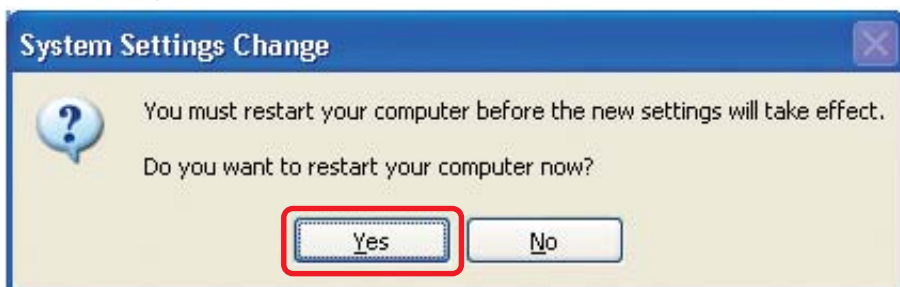 System Settings Change
You must restart your computer before the new settings will take effect.
Do you want to restart your computer now?
Yes No